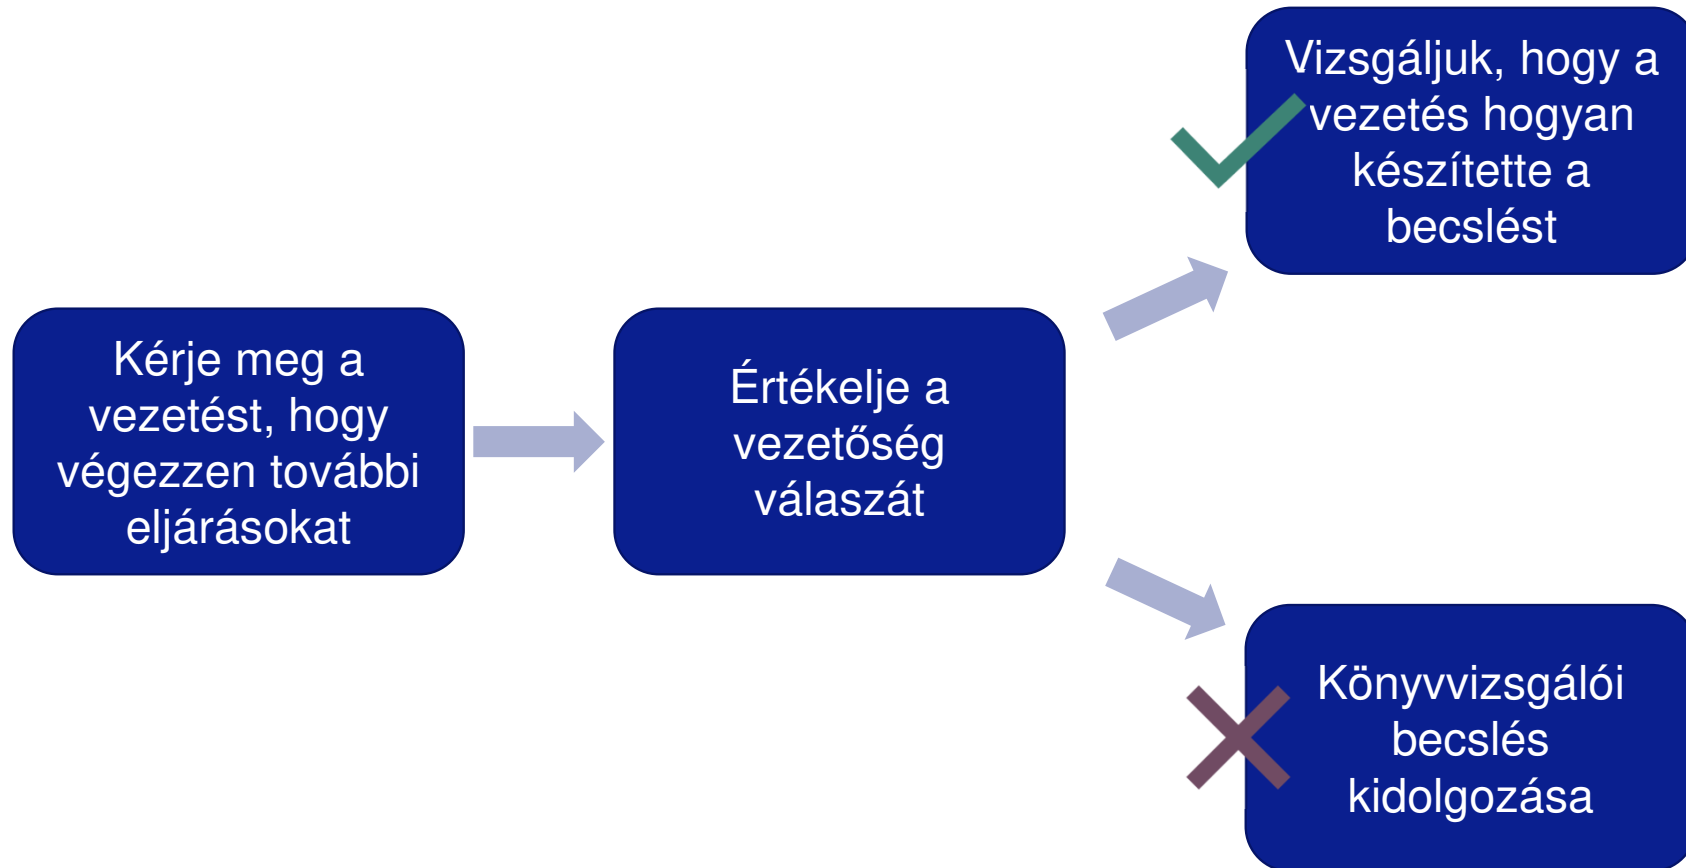 Kérje meg a
vezetést, hogy
végezzen további
eljárásokat
Értékelje a
vezetőség
válaszát
Vizsgáljuk, hogy a
vezetés hogyan
készítette a
becslést
Könyvvizsgálói
becslés
kidolgozása